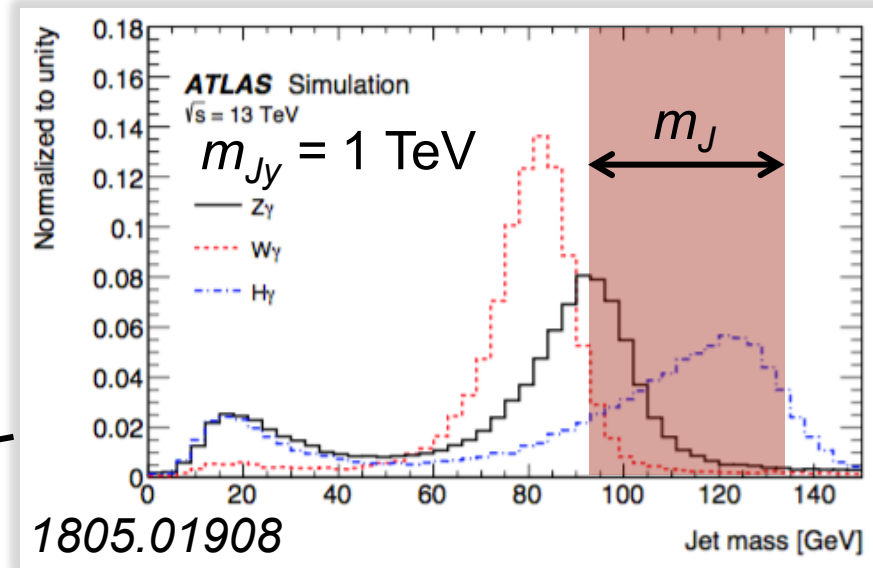 Normalized to unity
0.18
0.16
0.14
0.12
0.1
0.08
0.06
0.04
0.02
0
ATLAS Simulation
√s = 13 TeV
mJy = 1 TeV
Zγ
Wγ
Hγ
mJ
0 20 40 60 80 100 120 140
1805.01908
Jet mass [GeV]